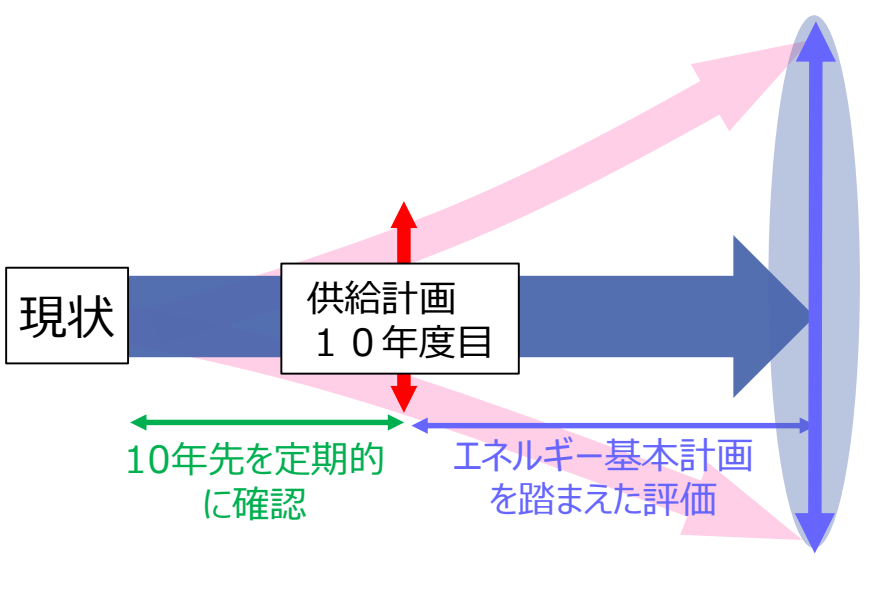 現状
供給計画
１０年度目
10年先を定期的
に確認
エネルギー基本計画
を踏まえた評価